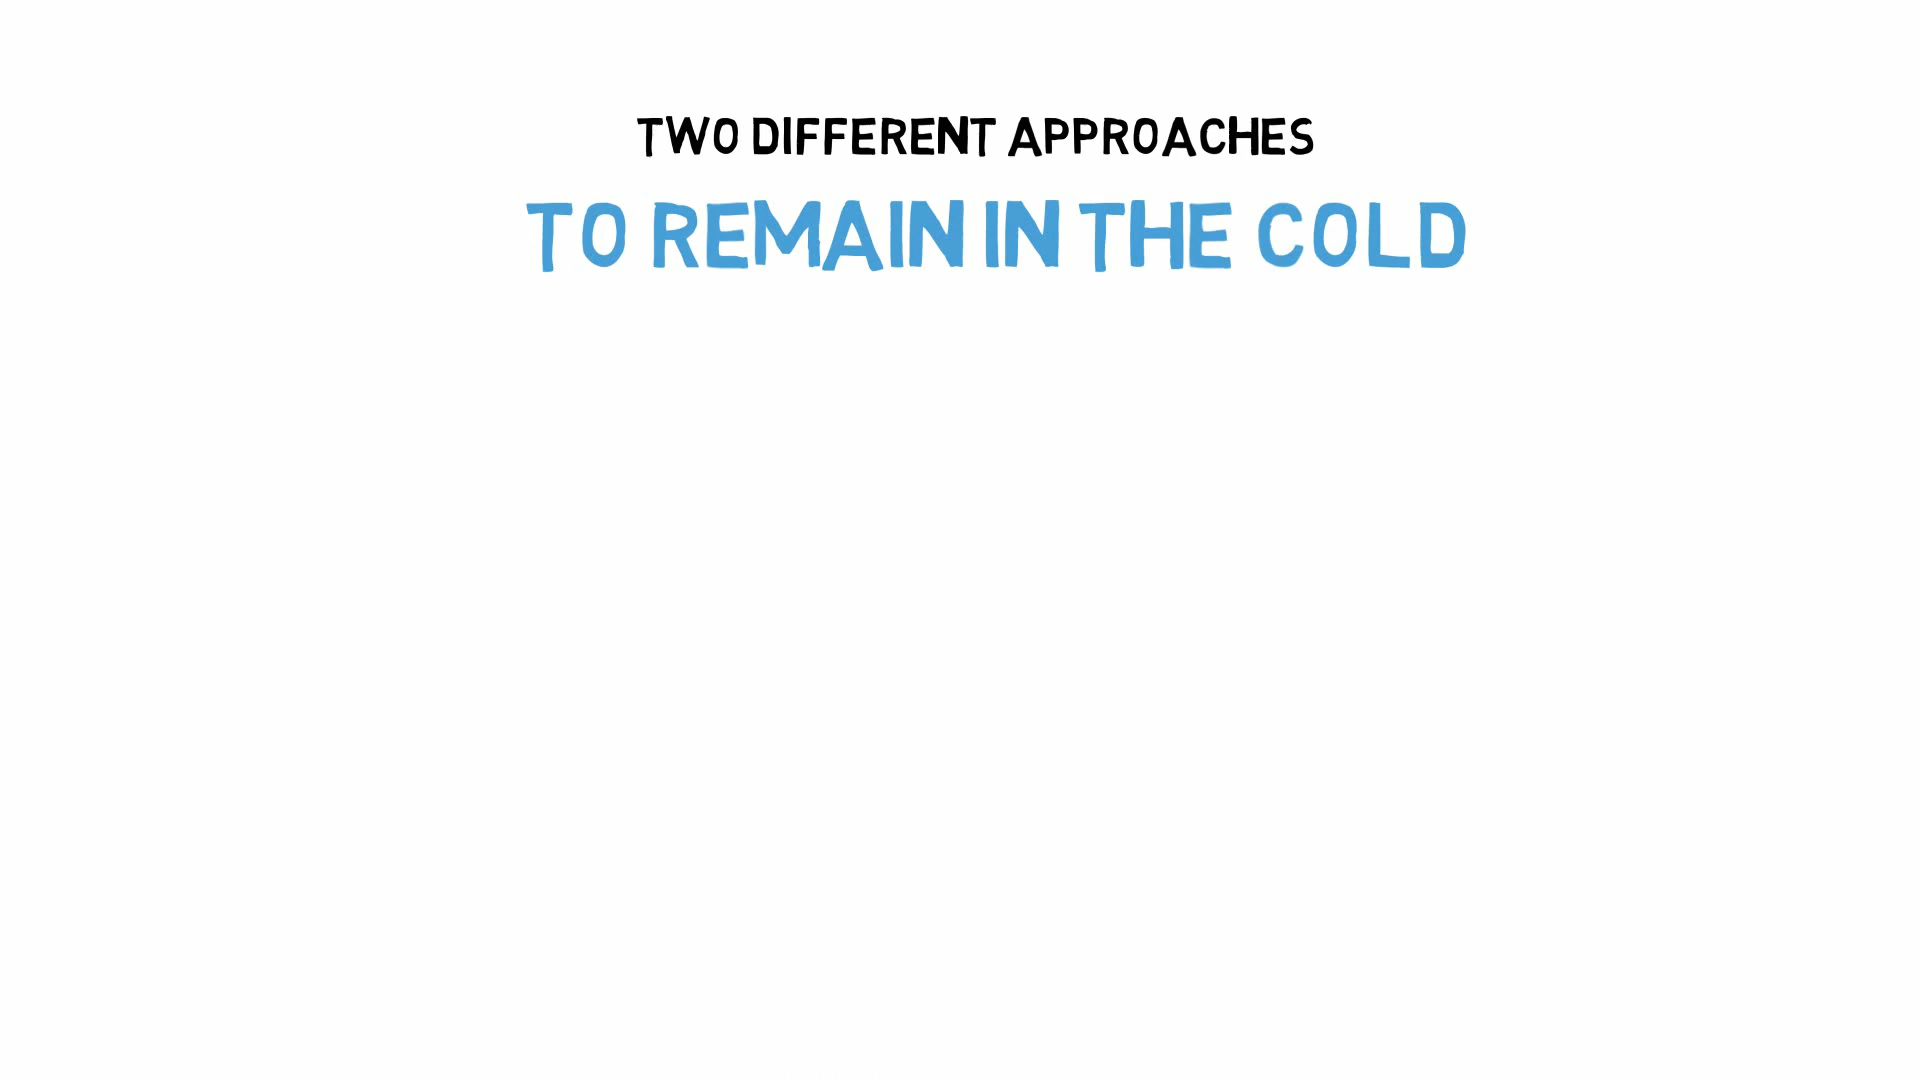 TWO DIFFERENT APPROACHES
TO REMAIN IN THE COLD